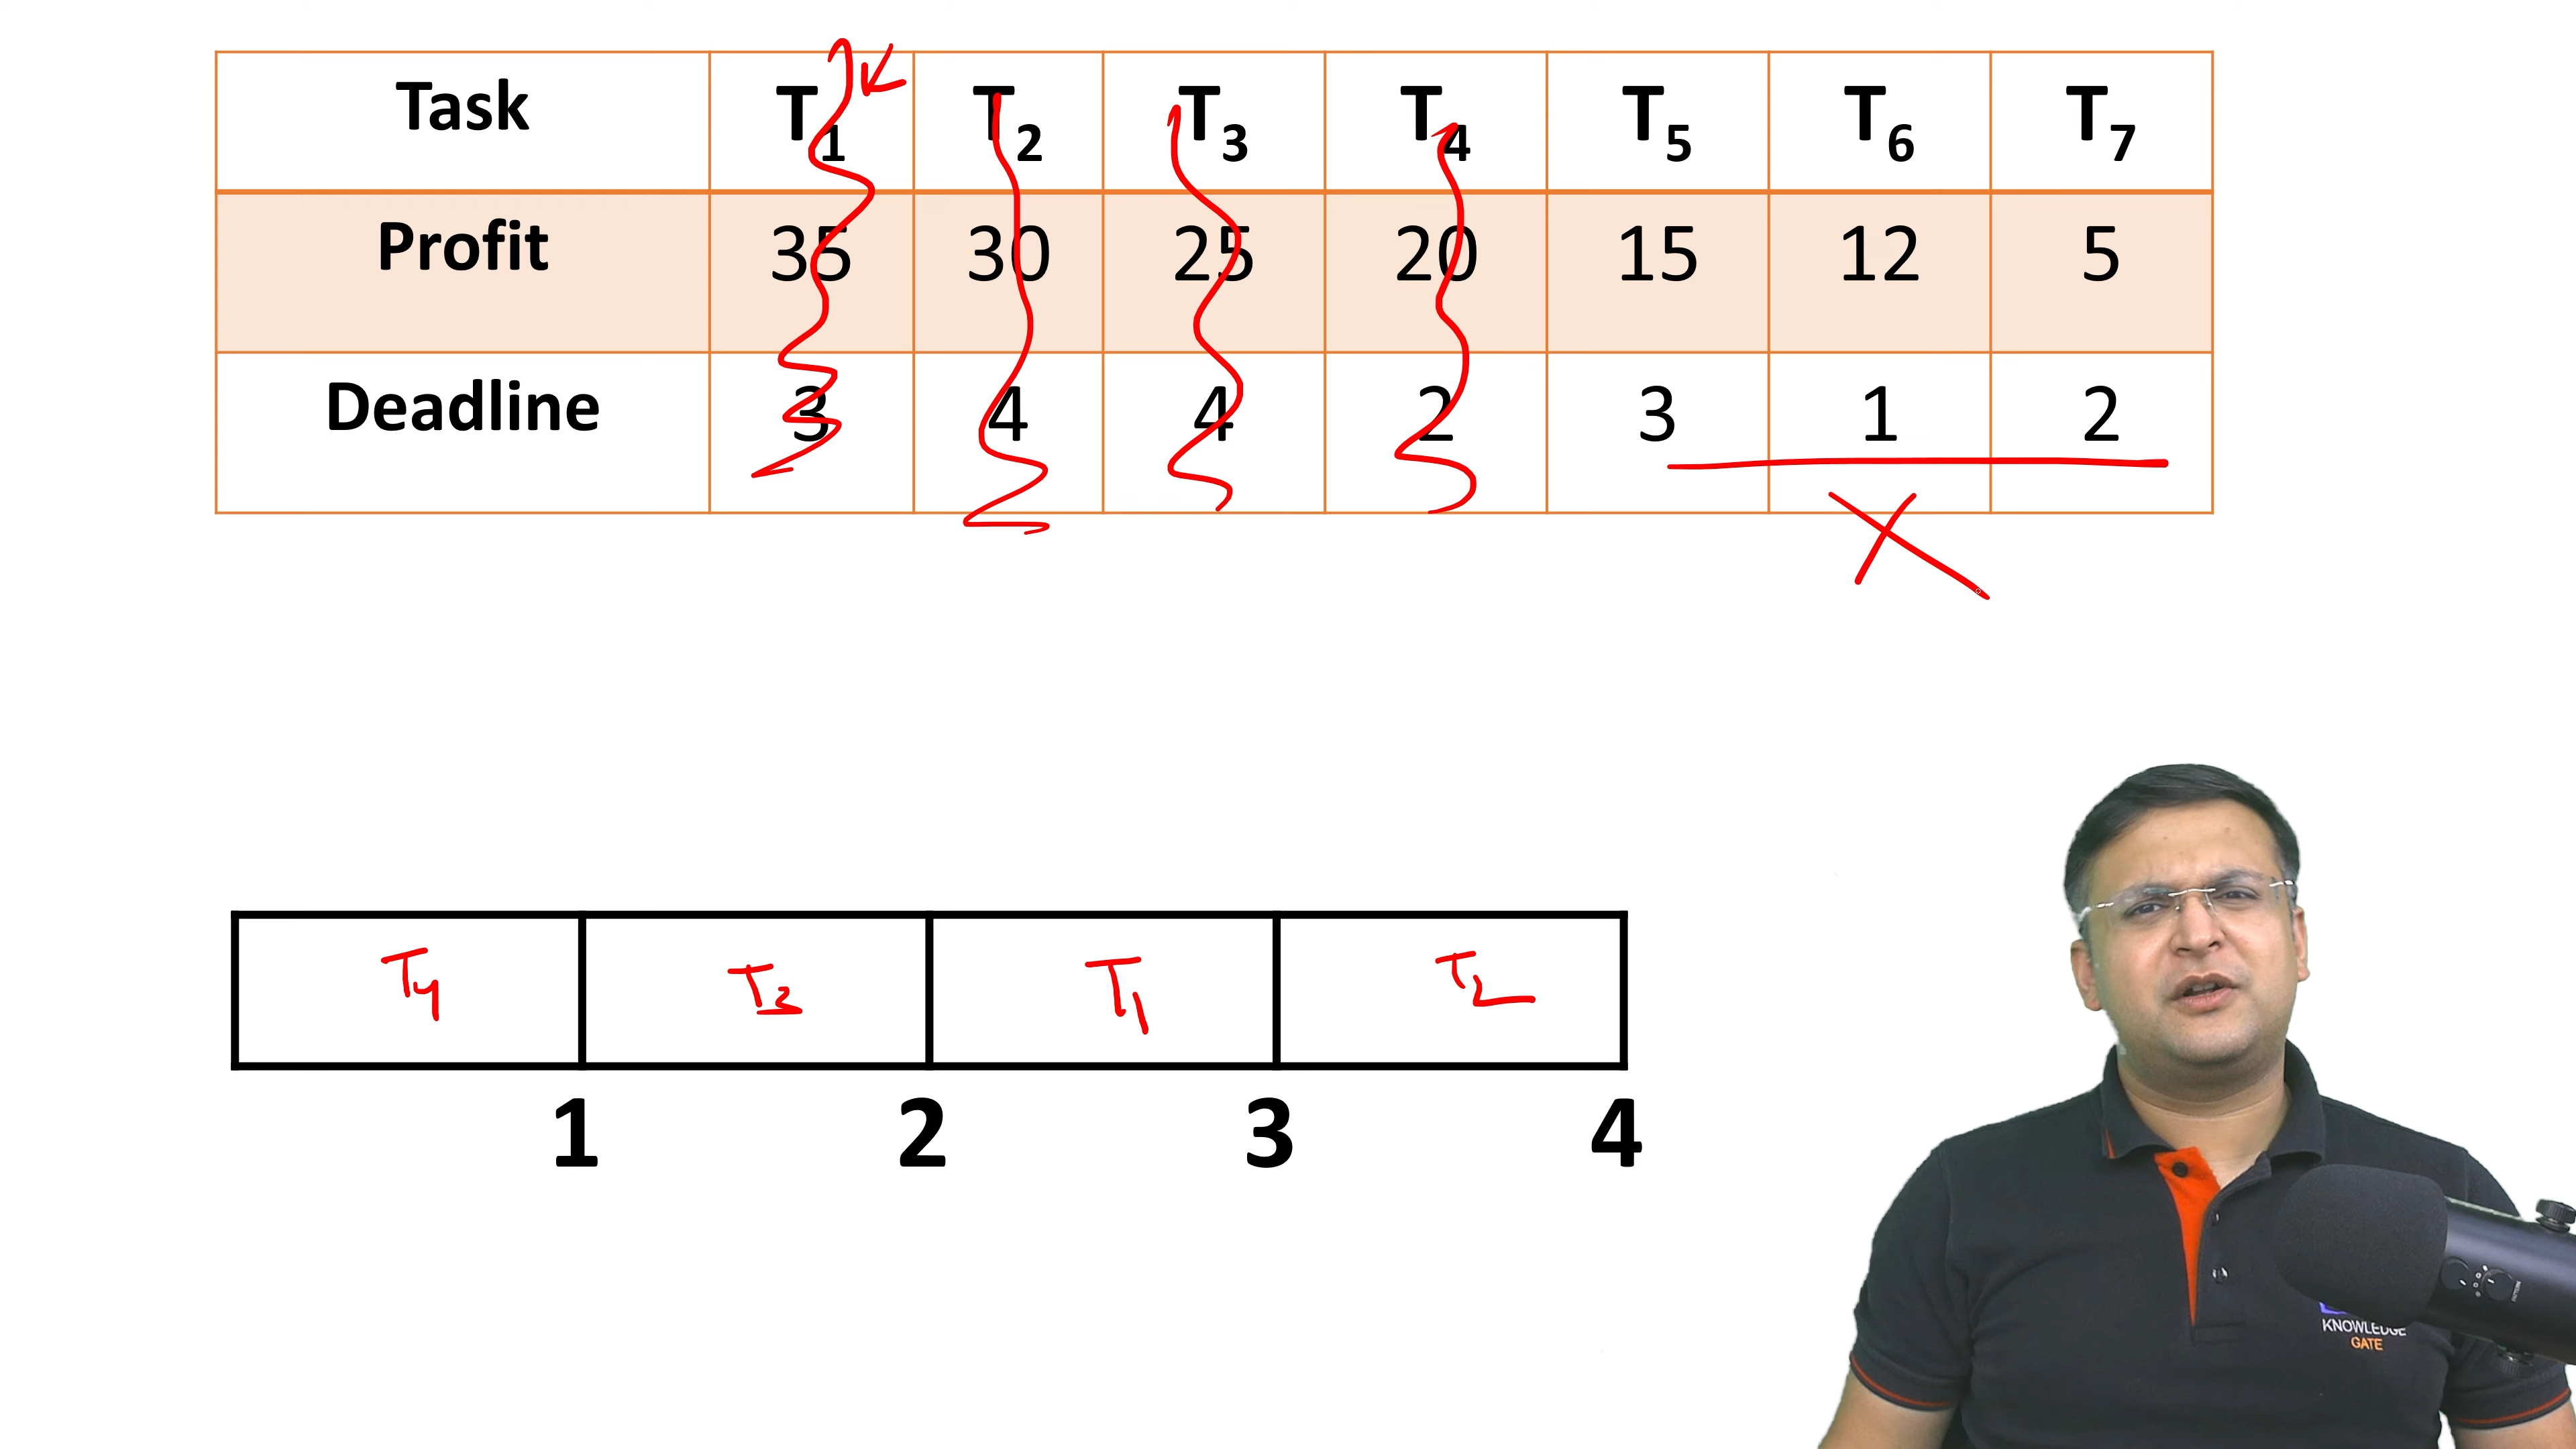 Task T1 T2 T3 T4 T5 T6 T7
Profit 35 30 25 20 15 12 5
Deadline 3 4 4 2 3 1 2
T4 T3 T1 T2
1 2 3 4
KNOWLEDGE
GATE